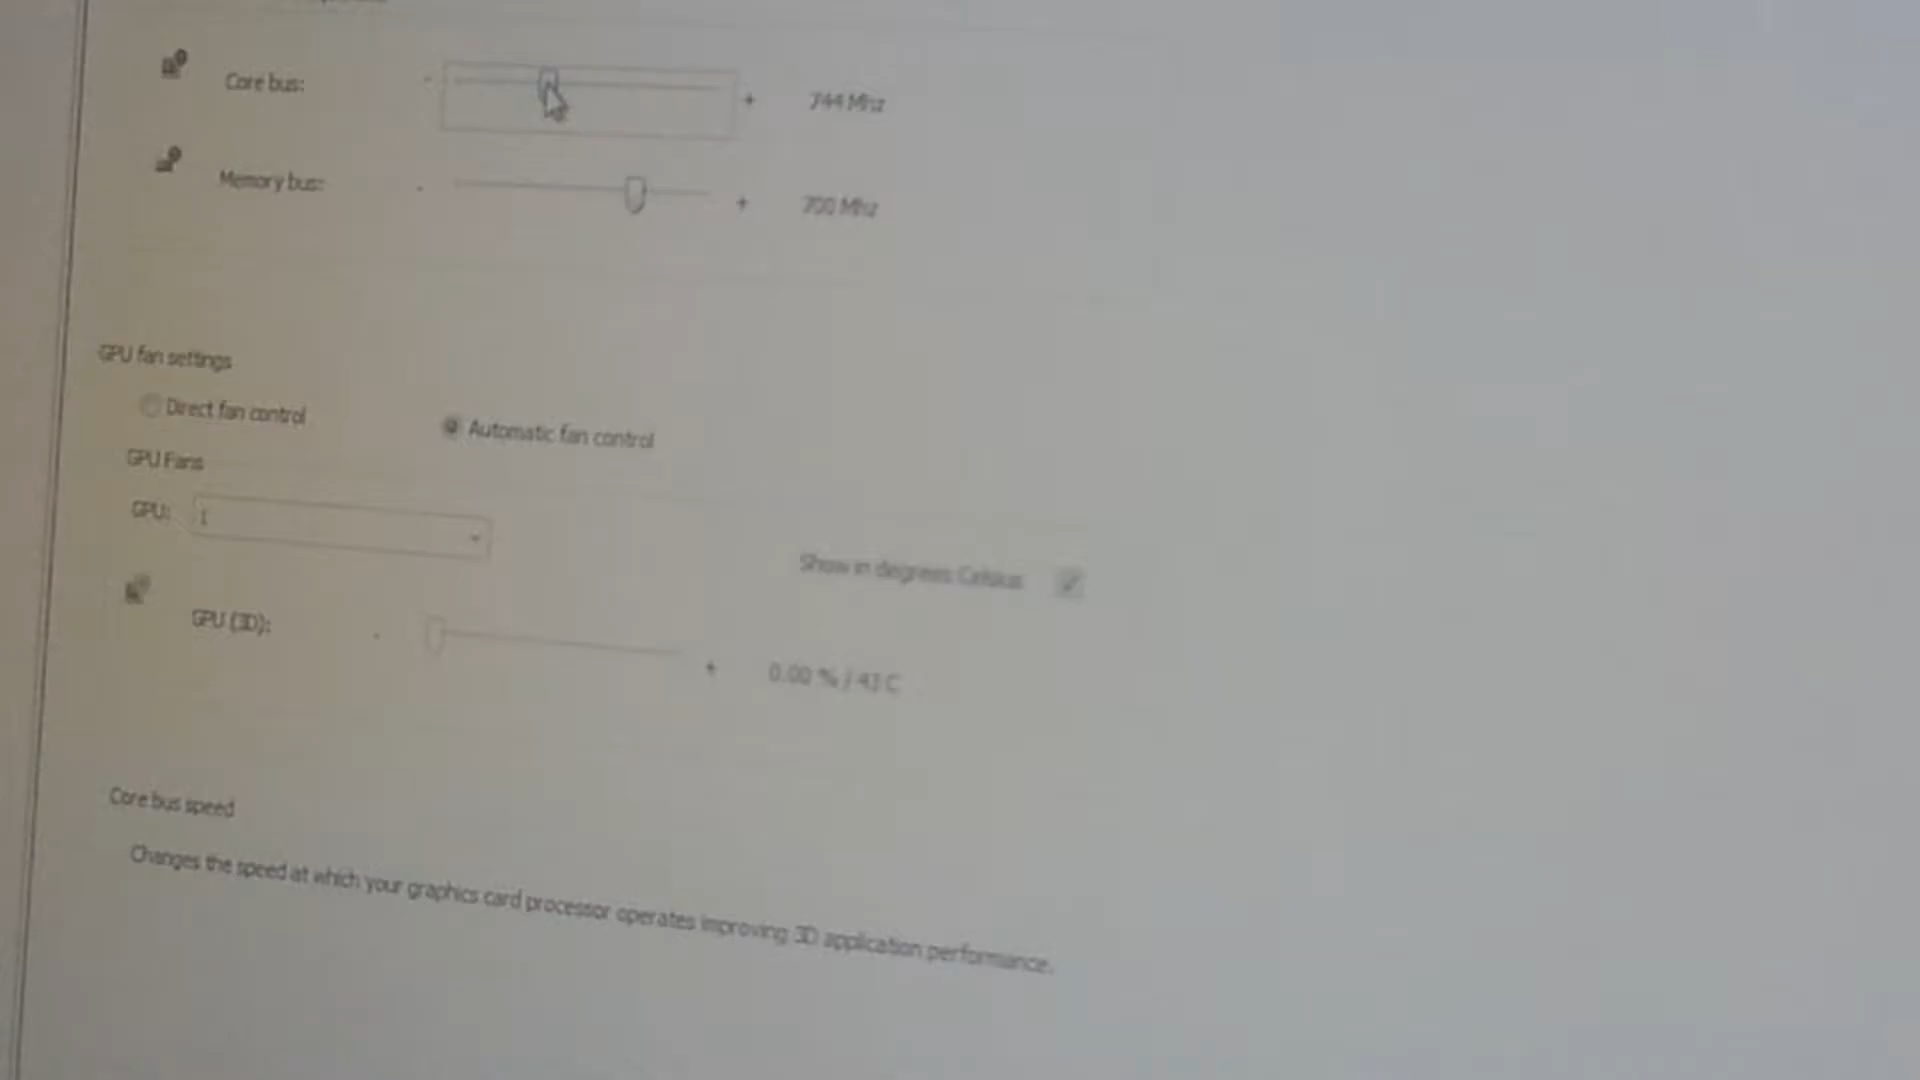 Core bus: - + 744 Mhz
Memory bus: - + 700 Mhz
GPU fan settings
Direct fan control Automatic fan control
GPU Fans
GPU: 1
Show in degrees Celsius
GPU (3D): - + 0.00 % / 43 C
Core bus speed
Changes the speed at which your graphics card processor operates improving 3D application performance.